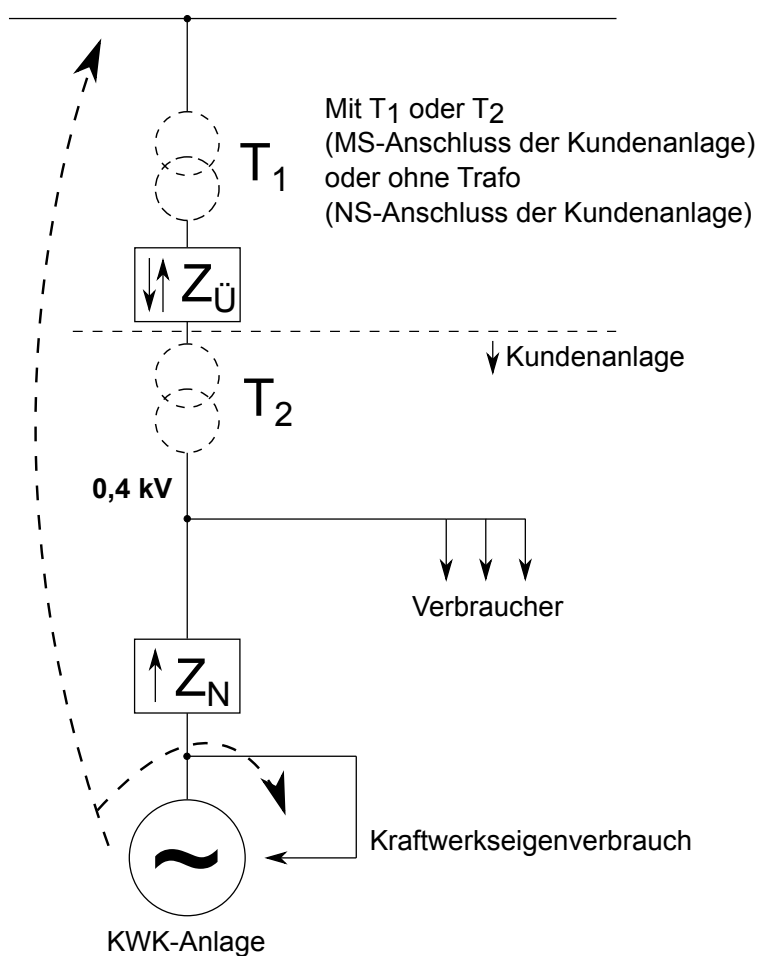 Mit T1 oder T2
(MS-Anschluss der Kundenanlage)
oder ohne Trafo
(NS-Anschluss der Kundenanlage)
T1
ZÜ
Kundenanlage
T2
0,4 kV
Verbraucher
ZN
Kraftwerkseigenverbrauch
~
KWK-Anlage